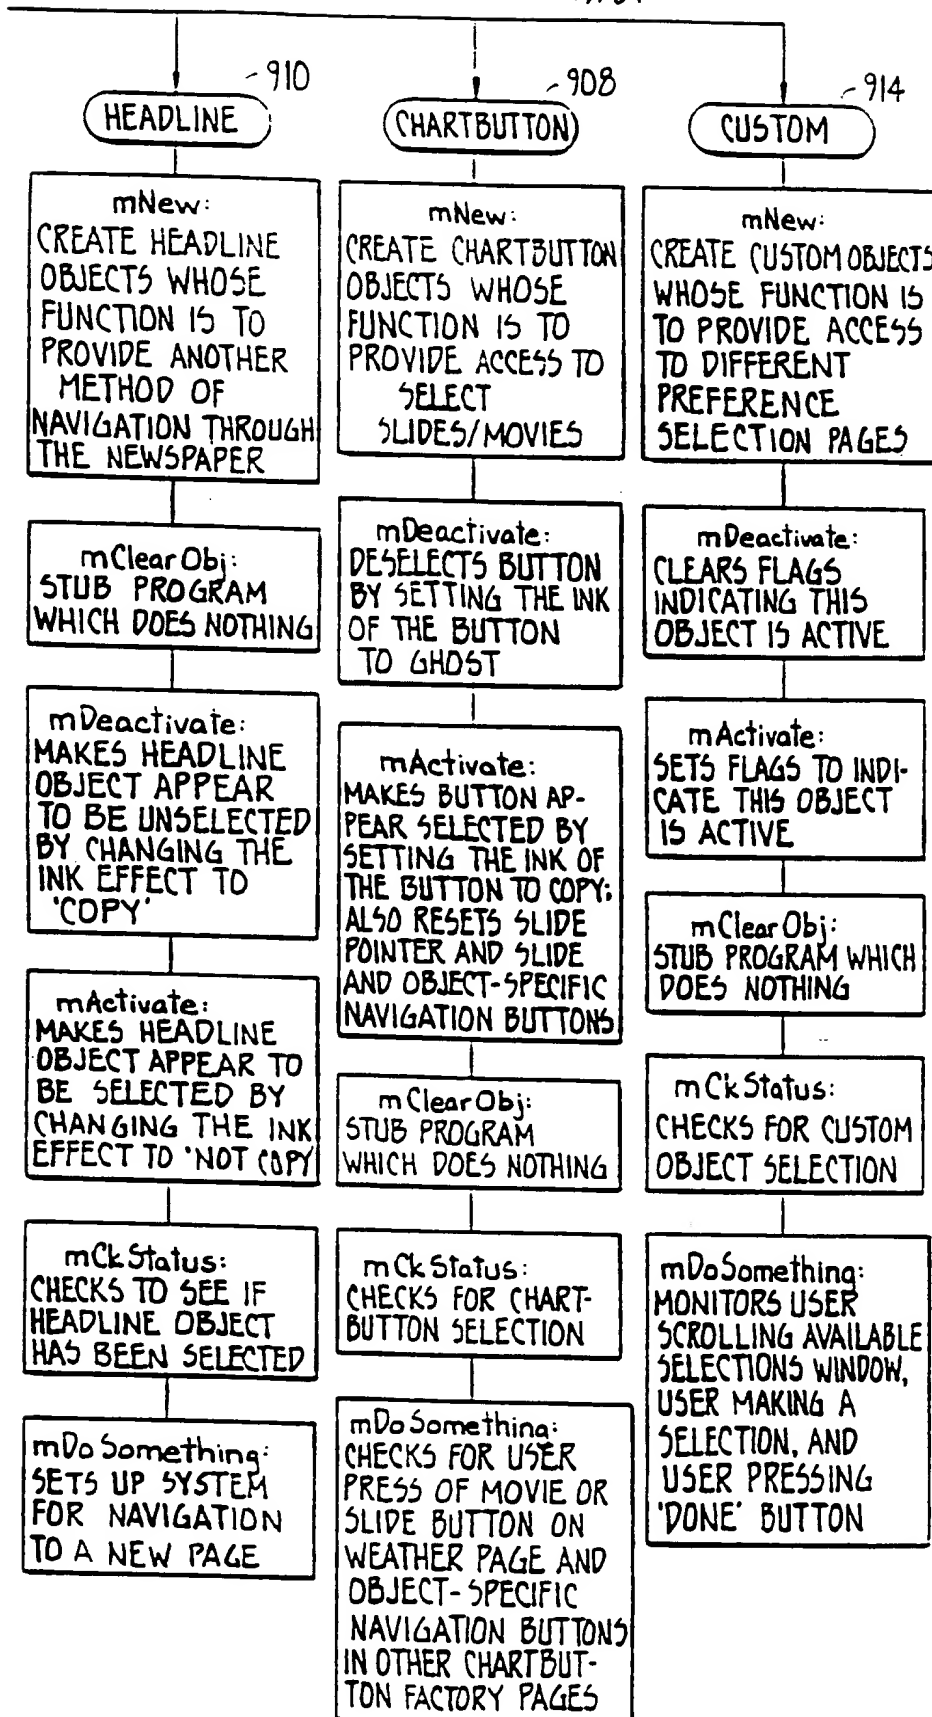 910
HEADLINE
mNew:
CREATE HEADLINE
OBJECTS WHOSE
FUNCTION IS TO
PROVIDE ANOTHER
METHOD OF
NAVIGATION THROUGH
THE NEWSPAPER
mClearObj:
STUB PROGRAM
WHICH DOES NOTHING
mDeactivate:
MAKES HEADLINE
OBJECT APPEAR
TO BE UNSELECTED
BY CHANGING THE
INK EFFECT TO
'COPY'
mActivate:
MAKES HEADLINE
OBJECT APPEAR TO
BE SELECTED BY
CHANGING THE INK
EFFECT TO 'NOT COPY
mCkStatus:
CHECKS TO SEE IF
HEADLINE OBJECT
HAS BEEN SELECTED
mDoSomething:
SETS UP SYSTEM
FOR NAVIGATION
TO A NEW PAGE
908
CHARTBUTTON
mNew:
CREATE CHARTBUTTON
OBJECTS WHOSE
FUNCTION IS TO
PROVIDE ACCESS TO
SELECT
SLIDES/MOVIES
mDeactivate:
DESELECTS BUTTON
BY SETTING THE INK
OF THE BUTTON
TO GHOST
mActivate:
MAKES BUTTON AP-
PEAR SELECTED BY
SETTING THE INK OF
THE BUTTON TO COPY;
ALSO RESETS SLIDE
POINTER AND SLIDE
AND OBJECT-SPECIFIC
NAVIGATION BUTTONS
mClearObj:
STUB PROGRAM
WHICH DOES NOTHING
mCkStatus:
CHECKS FOR CHART-
BUTTON SELECTION
mDoSomething:
CHECKS FOR USER
PRESS OF MOVIE OR
SLIDE BUTTON ON
WEATHER PAGE AND
OBJECT-SPECIFIC
NAVIGATION BUTTONS
IN OTHER CHARTBUT-
TON FACTORY PAGES
914
CUSTOM
mNew:
CREATE CUSTOM OBJECTS
WHOSE FUNCTION IS
TO PROVIDE ACCESS
TO DIFFERENT
PREFERENCE
SELECTION PAGES
mDeactivate:
CLEARS FLAGS
INDICATING THIS
OBJECT IS ACTIVE
mActivate:
SETS FLAGS TO INDI-
CATE THIS OBJECT
IS ACTIVE
mClearObj:
STUB PROGRAM WHICH
DOES NOTHING
mCkStatus:
CHECKS FOR CUSTOM
OBJECT SELECTION
mDoSomething:
MONITORS USER
SCROLLING AVAILABLE
SELECTIONS WINDOW,
USER MAKING A
SELECTION, AND
USER PRESSING
'DONE' BUTTON